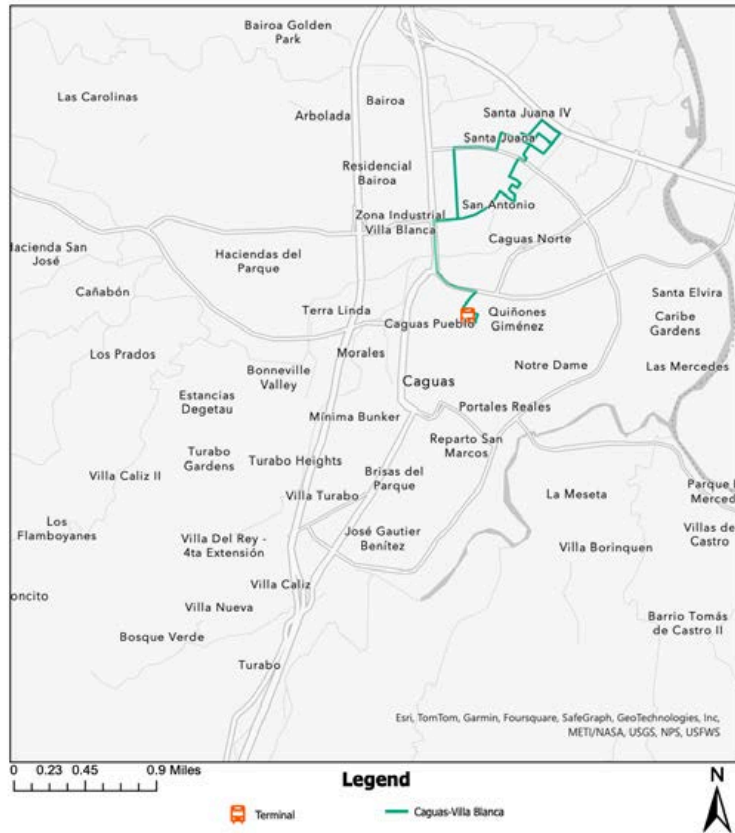 Bairoa Golden
Park
Las Carolinas
Bairoa
Arbolada
Santa Juana IV
Santa Juana
Residencial
Bairoa
San Antonio
Zona Industrial
Villa Blanca
Hacienda San
José
Haciendas del
Parque
Caguas Norte
Cañabón
Santa Elvira
Terra Linda
Quiñones
Giménez
Caribe
Gardens
Caguas Pueblo
Los Prados
Morales
Notre Dame
Las Mercedes
Bonneville
Valley
Caguas
Estancias
Degetau
Portales Reales
Mínima Bunker
Reparto San
Marcos
Turabo
Gardens
Turabo Heights
Villa Caliz II
Brisas del
Parque
Villa Turabo
La Meseta
Parque
Merced
Los
Flamboyanes
Villa Del Rey -
4ta Extensión
José Gautier
Benítez
Villas de
Castro
Villa Borinquen
Villa Caliz
oncito
Villa Nueva
Barrio Tomás
de Castro II
Bosque Verde
Turabo
Esri, TomTom, Garmin, Foursquare, SafeGraph, GeoTechnologies, Inc,
METI/NASA, USGS, NPS, USFWS
0 0.23 0.45 0.9 Miles
Legend
N
Terminal
Caguas-Villa Blanca